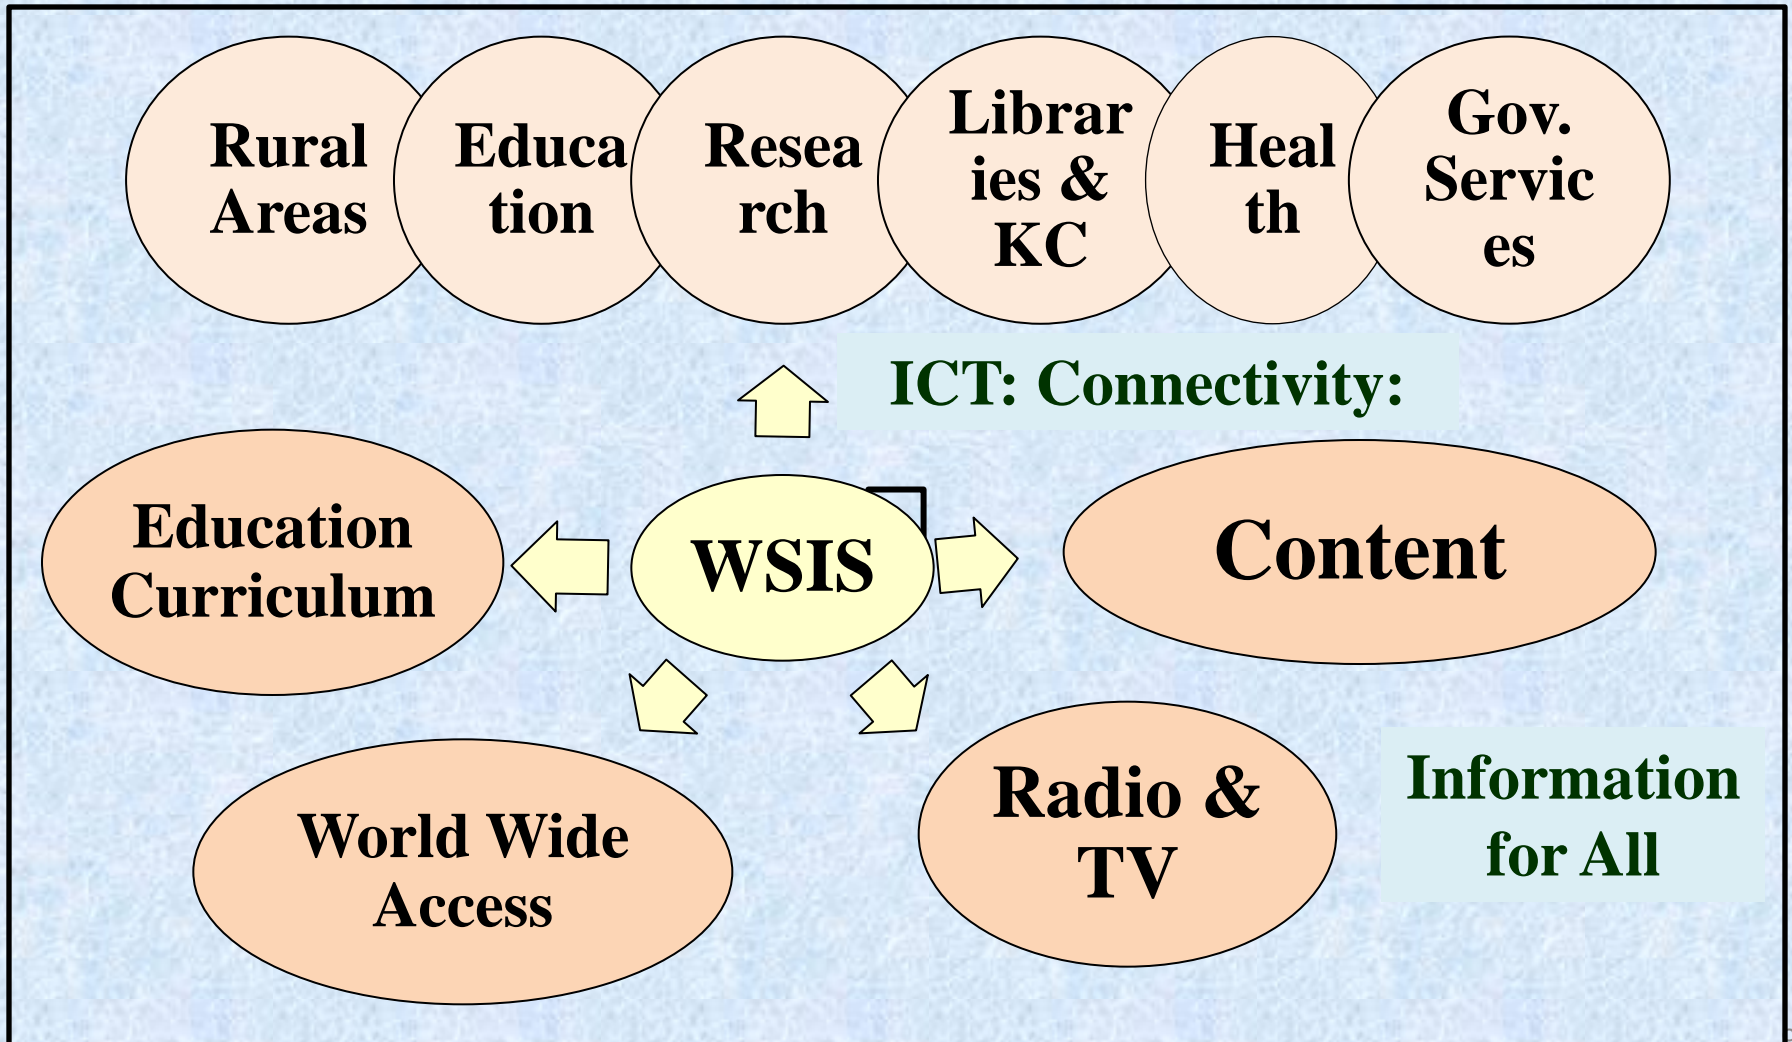 Rural
Areas
Educa
tion
Resea
rch
Librar
ies &
KC
Heal
th
Gov.
Servic
es
ICT: Connectivity:
Education
Curriculum
WSIS
Content
World Wide
Access
Radio &
TV
Information
for All